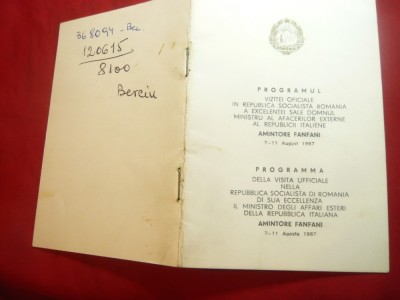 368094 - Bec.
120615
8100
Berciu
PROGRAMUL
VIZITEI OFICIALE
IN REPUBLICA SOCIALISTA ROMANIA
A EXCELENTEI SALE DOMNUL
MINISTRU AL AFACERILOR EXTERNE
AL REPUBLICII ITALIENE
AMINTORE FANFANI
7–11 August 1967
PROGRAMMA
DELLA VISITA UFFICIALE
NELLA
REPUBBLICA SOCIALISTA DI ROMANIA
DI SUA ECCELLENZA
IL MINISTRO DEGLI AFFARI ESTERI
DELLA REPUBBLICA ITALIANA
AMINTORE FANFANI
7–11 Agosto 1967